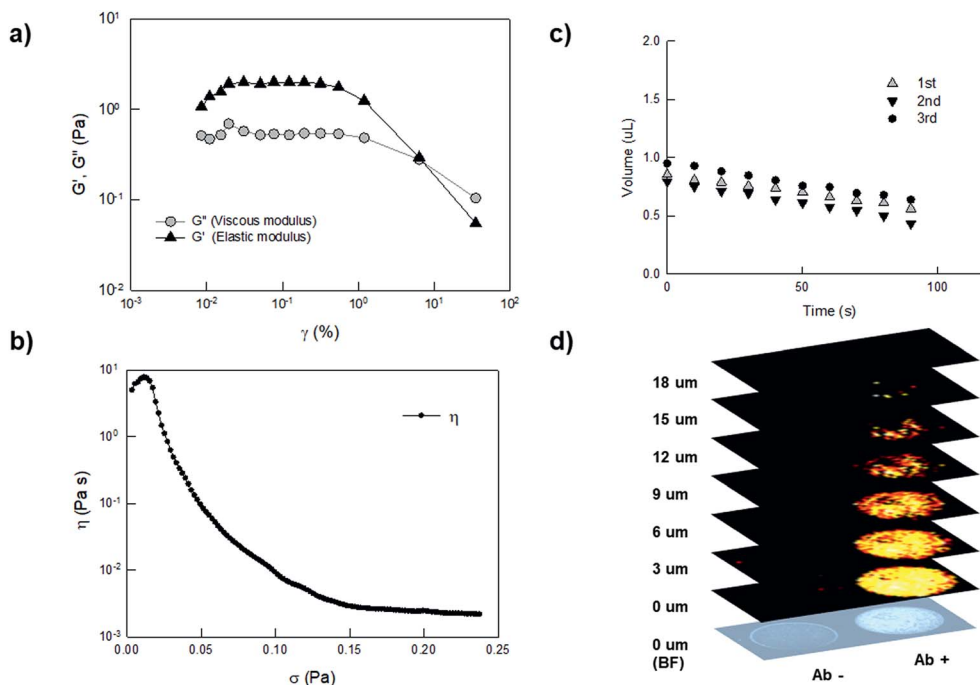 a)
10¹
10⁰
10⁻¹
10⁻²
G', G'' (Pa)
G'' (Viscous modulus)
G' (Elastic modulus)
10⁻³ 10⁻² 10⁻¹ 10⁰ 10¹ 10²
γ (%)
b)
10¹
10⁰
10⁻¹
10⁻²
10⁻³
η (Pa s)
η
0.00 0.05 0.10 0.15 0.20 0.25
σ (Pa)
c)
2.0
1.5
1.0
0.5
0.0
Volume (uL)
1st
2nd
3rd
0 50 100
Time (s)
d)
18 um
15 um
12 um
9 um
6 um
3 um
0 um
0 um
(BF)
Ab -
Ab +